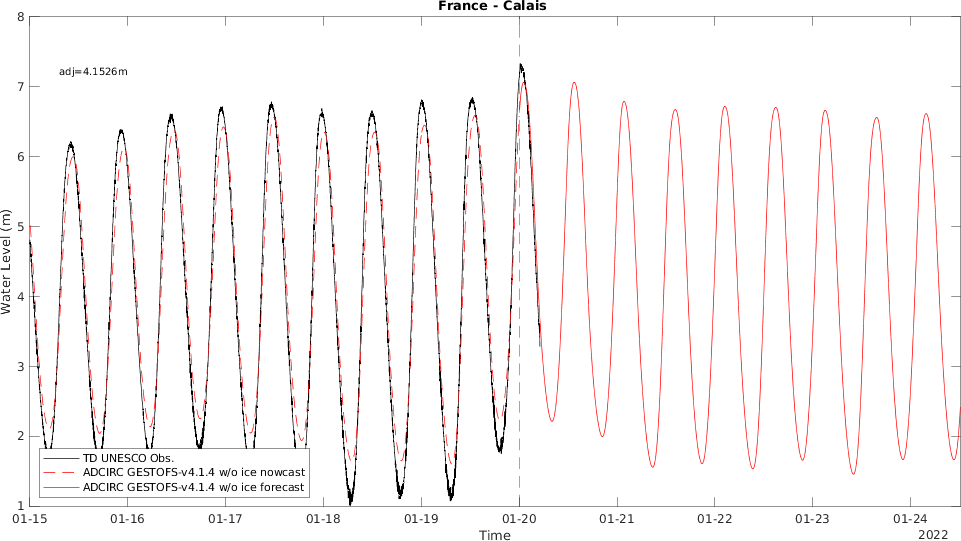 France - Calais
8
adj=4.1526m
7
6
5
4
3
2
1
Water Level (m)
TD UNESCO Obs.
ADCIRC GESTOFS-v4.1.4 w/o ice nowcast
ADCIRC GESTOFS-v4.1.4 w/o ice forecast
01-15 01-16 01-17 01-18 01-19 01-20 01-21 01-22 01-23 01-24
Time
2022